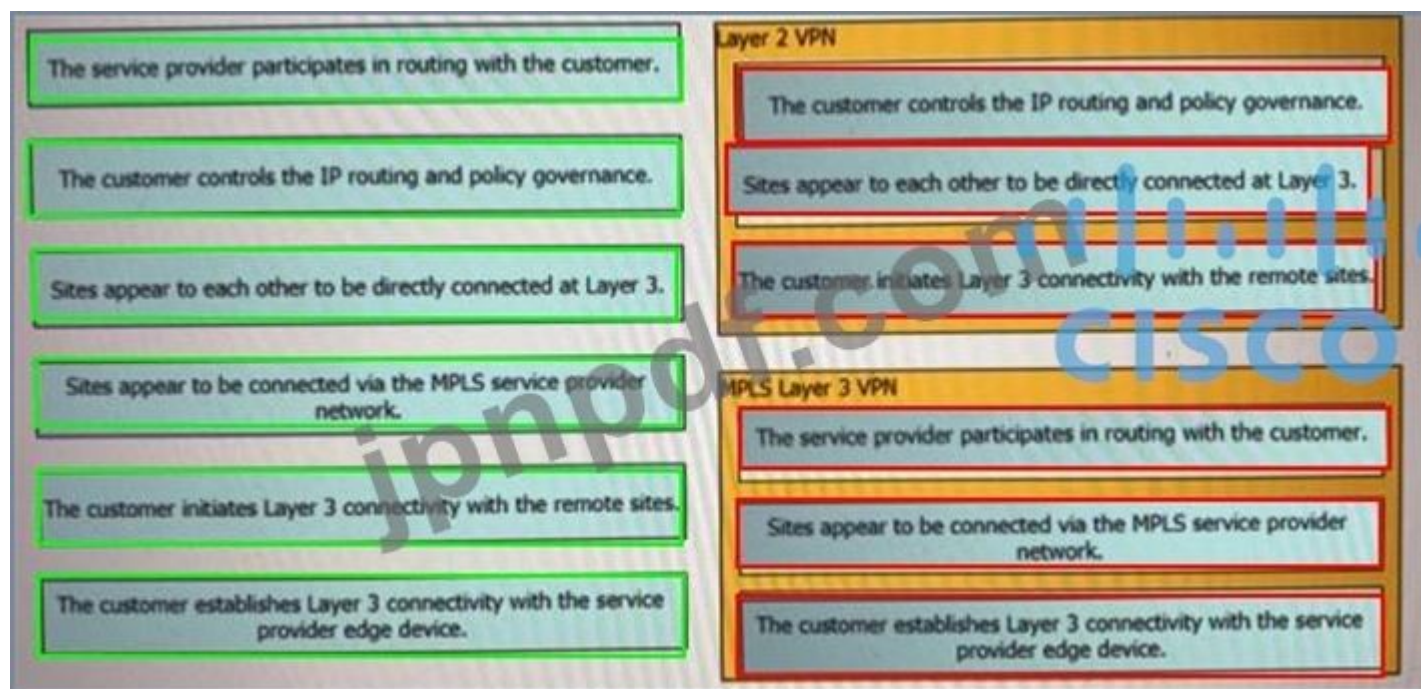 The service provider participates in routing with the customer.
The customer controls the IP routing and policy governance.
Sites appear to each other to be directly connected at Layer 3.
Sites appear to be connected via the MPLS service provider
network.
The customer initiates Layer 3 connectivity with the remote sites.
The customer establishes Layer 3 connectivity with the service
provider edge device.
Layer 2 VPN
The customer controls the IP routing and policy governance.
Sites appear to each other to be directly connected at Layer 3.
The customer initiates Layer 3 connectivity with the remote sites.
MPLS Layer 3 VPN
The service provider participates in routing with the customer.
Sites appear to be connected via the MPLS service provider
network.
The customer establishes Layer 3 connectivity with the service
provider edge device.
jpnpdf.com
CISCO